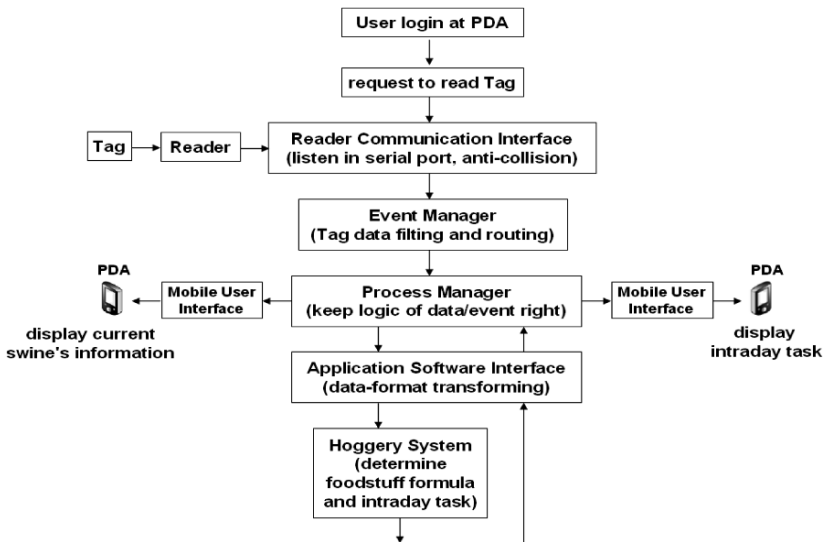 User login at PDA
request to read Tag
Tag
Reader
Reader Communication Interface
(listen in serial port, anti-collision)
Event Manager
(Tag data filting and routing)
PDA
display current
swine's information
Mobile User
Interface
Process Manager
(keep logic of data/event right)
Mobile User
Interface
PDA
display
intraday task
Application Software Interface
(data-format transforming)
Hoggery System
(determine
foodstuff formula
and intraday task)